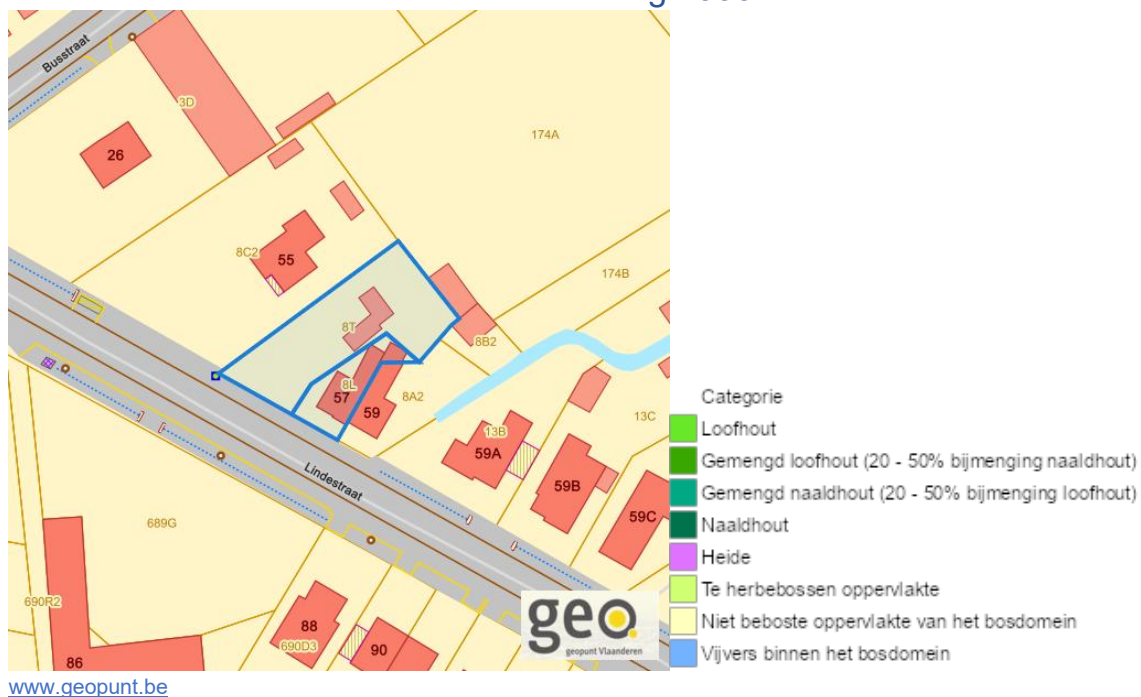 Busstraat
3D
26
174A
8C2
55
174B
8T
8B2
8L
57
59
8A2
13B
59A
13C
59B
59C
Lindestraat
689G
690R2
88
690D3
90
86
geo.
geopunt Vlaanderen
Categorie
Loofhout
Gemengd loofhout (20 - 50% bijmenging naaldhout)
Gemengd naaldhout (20 - 50% bijmenging loofhout)
Naaldhout
Heide
Te herbebossen oppervlakte
Niet beboste oppervlakte van het bosdomein
Vijvers binnen het bosdomein
www.geopunt.be